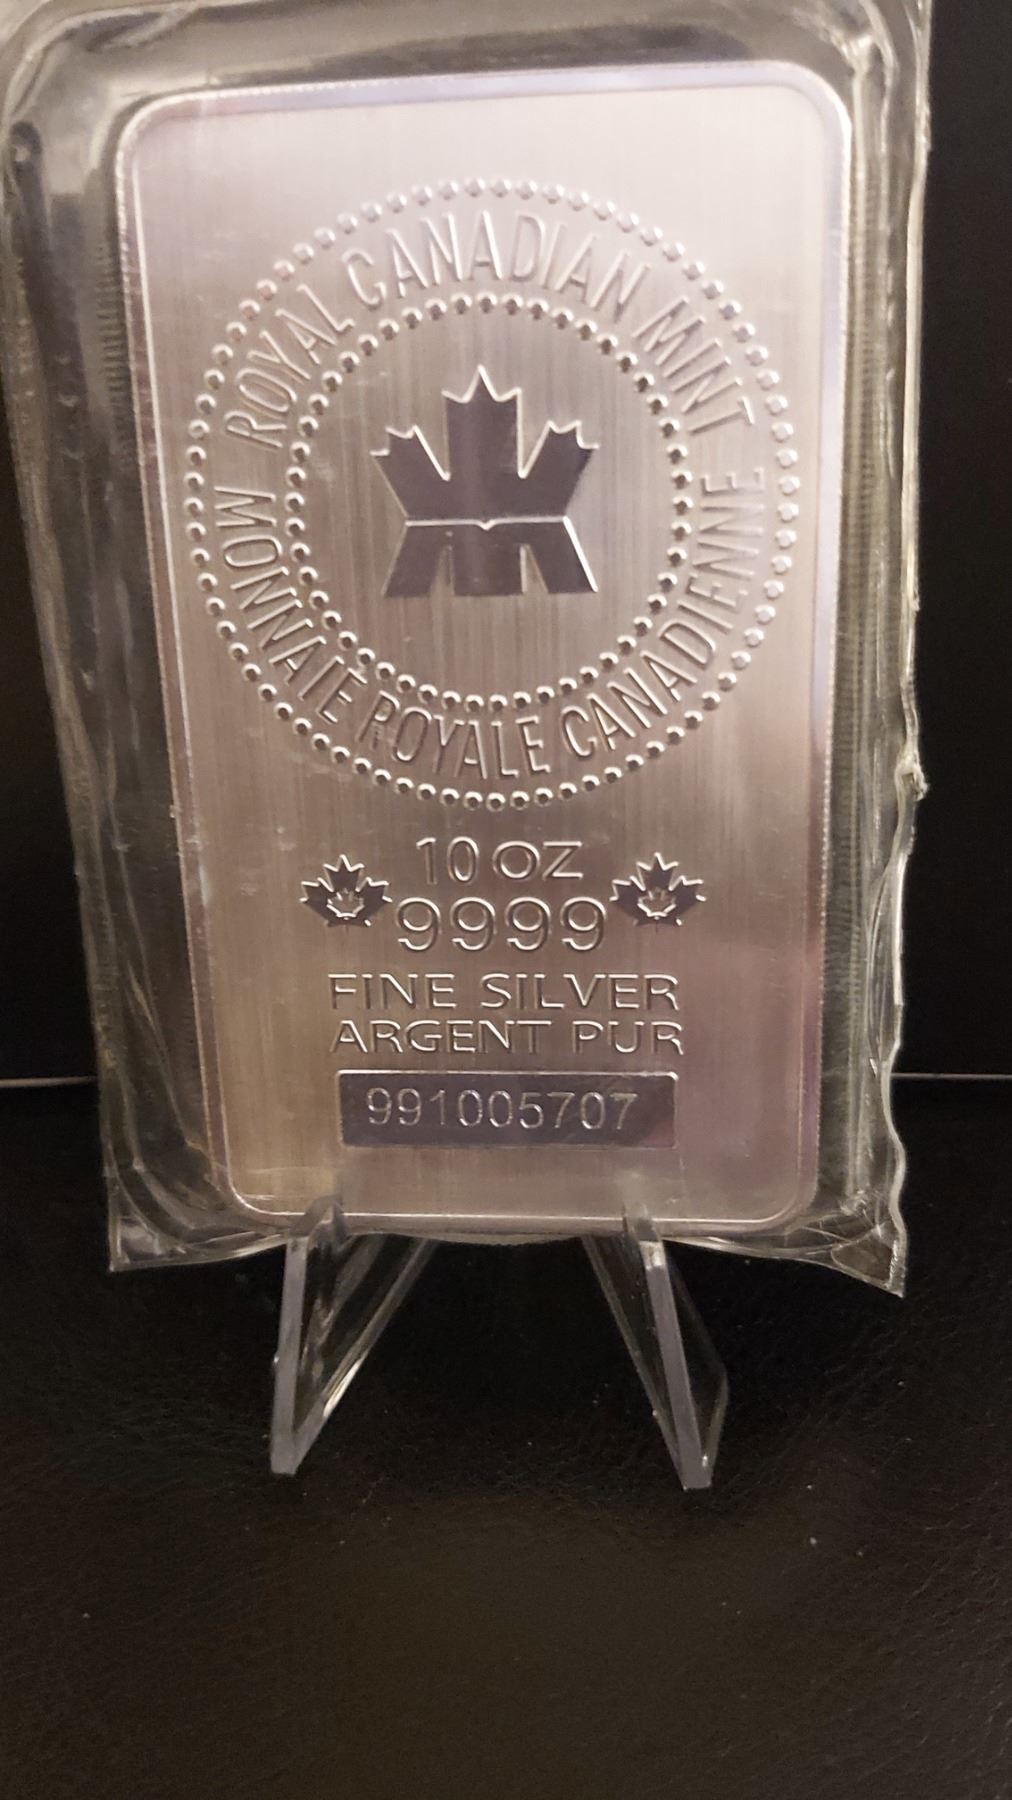 ROYAL CANADIAN MINT
MONNAIE ROYALE CANADIENNE
10 OZ
9999
FINE SILVER
ARGENT PUR
991005707